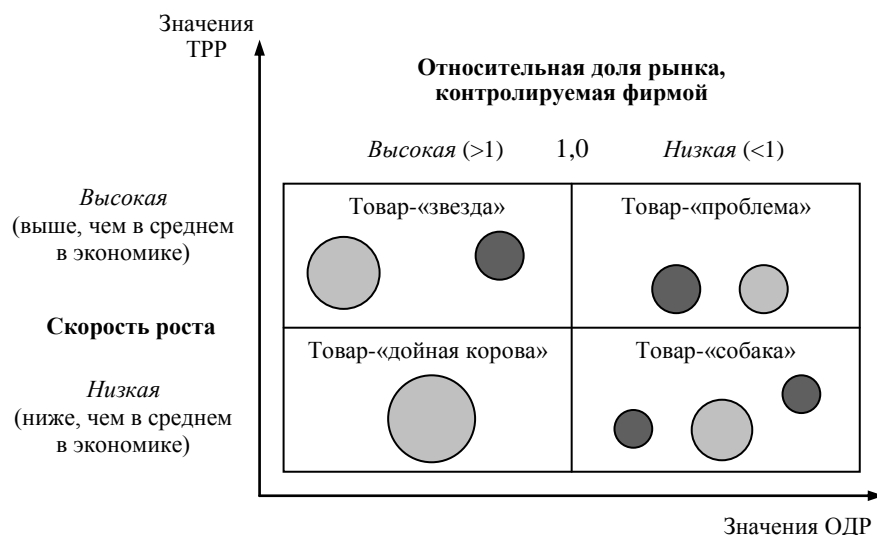 Значения
ТРР
Относительная доля рынка,
контролируемая фирмой
Высокая (>1) 1,0 Низкая (<1)
Высокая
(выше, чем в среднем
в экономике)
Товар-«звезда» Товар-«проблема»
Скорость роста
Товар-«дойная корова» Товар-«собака»
Низкая
(ниже, чем в среднем
в экономике)
Значения ОДР